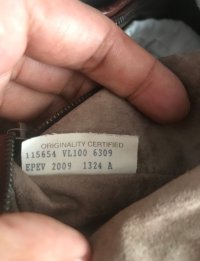 ORIGINALITY CERTIFIED
115654 VL100 6309
EPEV 2009 1324 A